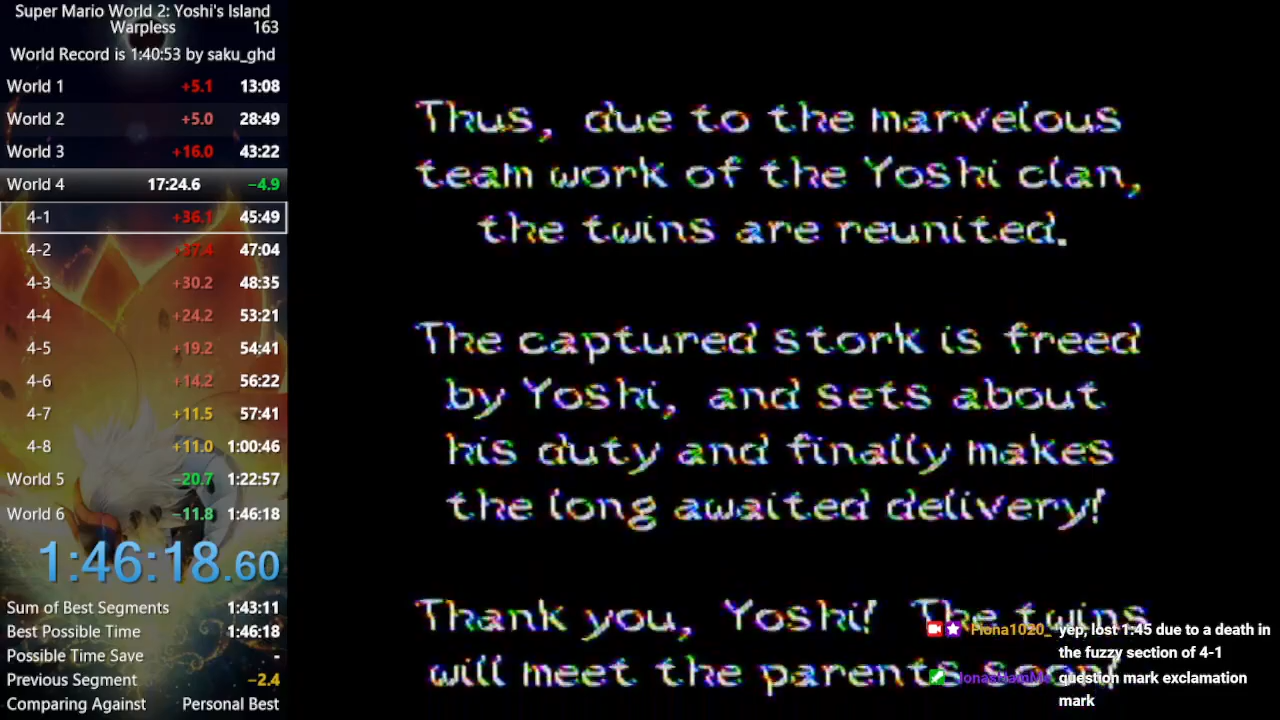 Super Mario World 2: Yoshi's Island
Warpless 163
World Record is 1:40:53 by saku_ghd
World 1 +5.1 13:08
World 2 +5.0 28:49
World 3 +16.0 43:22
World 4 17:24.6 −4.9
4-1 +36.1 45:49
4-2 +37.4 47:04
4-3 +30.2 48:35
4-4 +24.2 53:21
4-5 +19.2 54:41
4-6 +14.2 56:22
4-7 +11.5 57:41
4-8 +11.0 1:00:46
World 5 −20.7 1:22:57
World 6 −11.8 1:46:18
1:46:18.60
Sum of Best Segments 1:43:11
Best Possible Time 1:46:18
Possible Time Save -
Previous Segment −2.4
Comparing Against Personal Best
Thus, due to the marvelous
team work of the Yoshi clan,
the twins are reunited.
The captured stork is freed
by Yoshi, and sets about
his duty and finally makes
the long awaited delivery!
Thank you, Yoshi! The twins
will meet the parents soon!
Fiona1020_ yep, lost 1:45 due to a death in
the fuzzy section of 4-1
question mark exclamation
mark